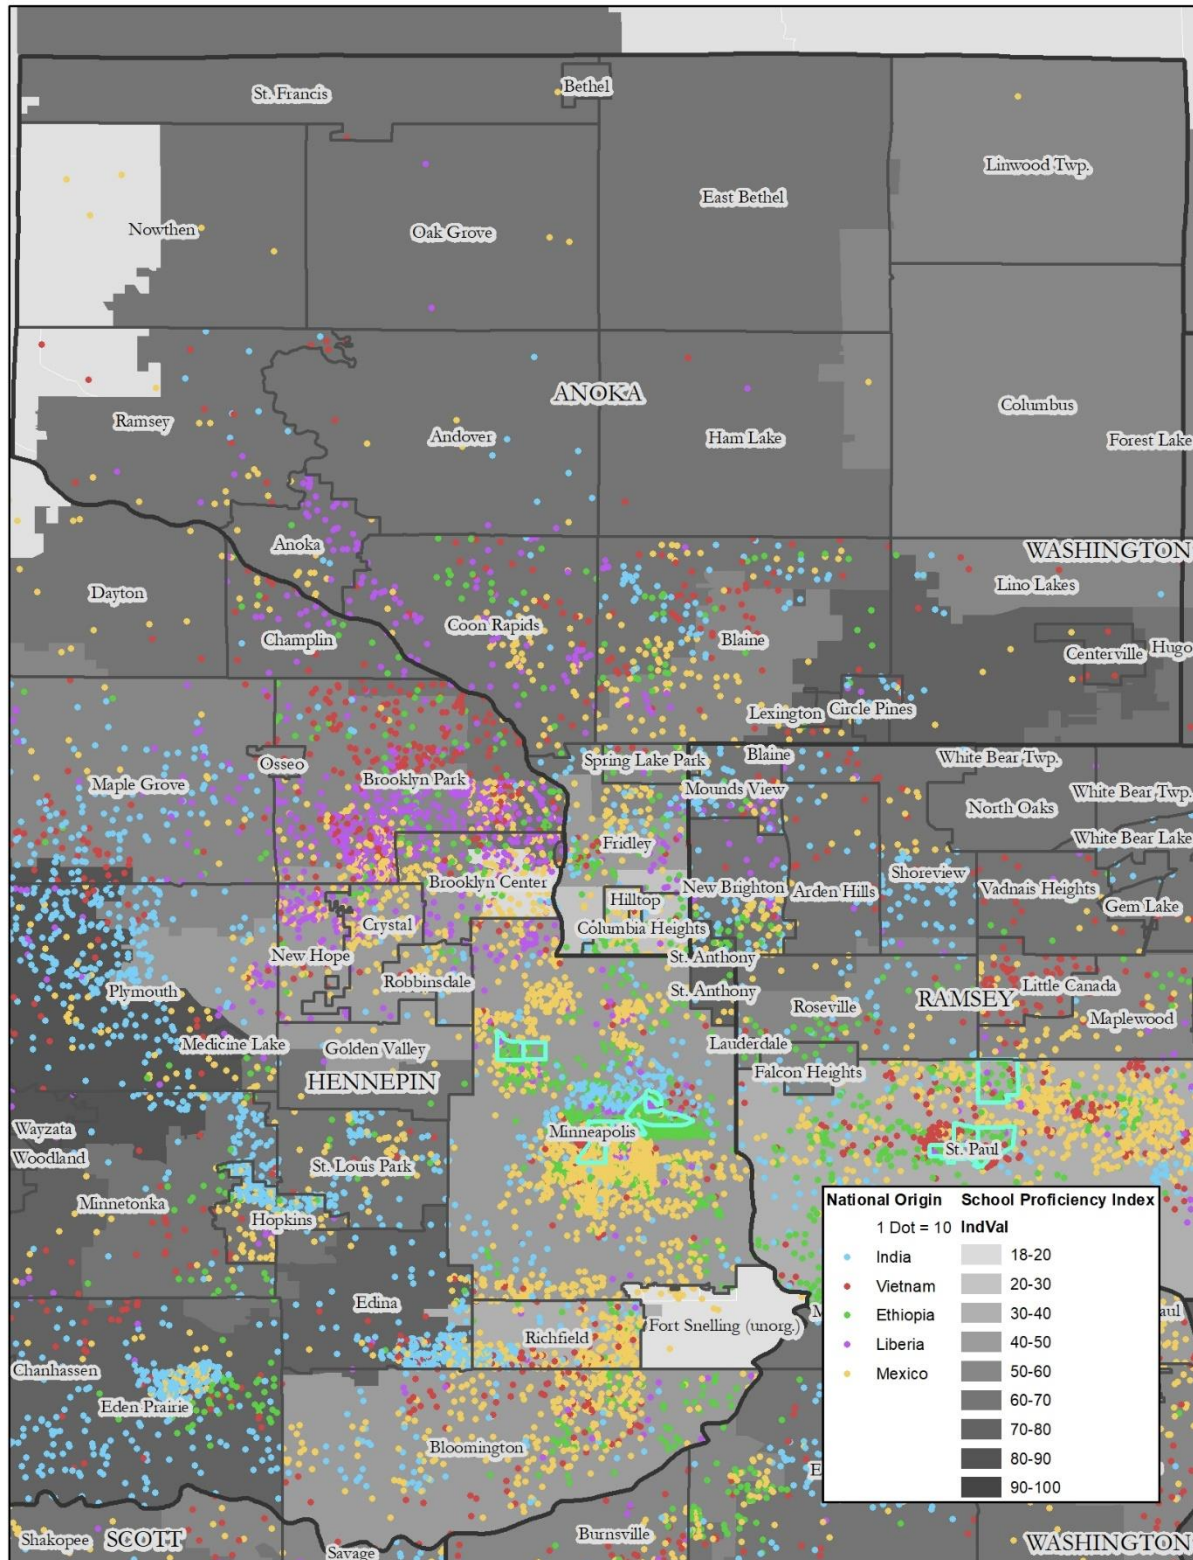 St. Francis
Bethel
Linwood Twp.
East Bethel
Nowthen
Oak Grove
ANOKA
Ramsey
Andover
Ham Lake
Columbus
Forest Lake
Anoka
WASHINGTON
Dayton
Lino Lakes
Champlin
Coon Rapids
Blaine
Centerville
Hugo
Lexington
Circle Pines
Osseo
Spring Lake Park
Blaine
White Bear Twp.
Maple Grove
Brooklyn Park
Mounds View
North Oaks
White Bear Twp.
Fridley
White Bear Lake
Brooklyn Center
New Brighton
Arden Hills
Shoreview
Vadnais Heights
Hilltop
Gem Lake
Crystal
Columbia Heights
New Hope
St. Anthony
Robbinsdale
Plymouth
St. Anthony
Roseville
RAMSEY
Little Canada
Maplewood
Medicine Lake
Golden Valley
Lauderdale
HENNEPIN
Falcon Heights
Wayzata
Minneapolis
Woodland
St. Louis Park
St. Paul
Minnetonka
Hopkins
Edina
Richfield
Fort Snelling (unorg.)
M
aul
Chanhassen
Eden Prairie
Bloomington
E
Shakopee
SCOTT
Savage
Burnsville
WASHINGTON
National Origin
1 Dot = 10
India
Vietnam
Ethiopia
Liberia
Mexico
School Proficiency Index
IndVal
18-20
20-30
30-40
40-50
50-60
60-70
70-80
80-90
90-100